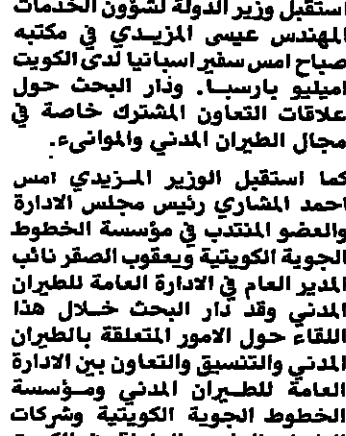 استقبل وزير الدولة لشؤون الخدمات
المهندس عيسى المزيدي في مكتبه
صباح امس سفير اسبانيا لدى الكويت
اميليو بارسا. ودار البحث حول
علاقات التعاون المشترك خاصة في
مجال الطيران المدني والموانىء.
كما استقبل الوزير المزيدي امس
احمد المشاري رئيس مجلس الادارة
والعضو المنتدب في مؤسسة الخطوط
الجوية الكويتية ويعقوب الصقر نائب
المدير العام في الادارة العامة للطيران
المدني وقد دار البحث خلال هذا
اللقاء حول الامور المتعلقة بالطيران
المدني والتنسيق والتعاون بين الادارة
العامة للطيران المدني ومؤسسة
الخطوط الجوية الكويتية وشركات